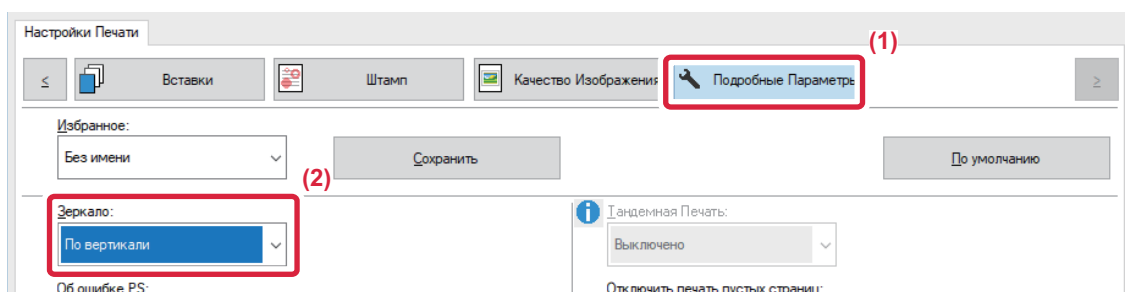 Настройки Печати
(1)
< Вставки Штамп Качество Изображения Подробные Параметры >
Избранное:
Без имени Сохранить По умолчанию
(2)
Зеркало: Тандемная Печать:
По вертикали Выключено
Об ошибке PS: Отключить печать пустых страниц: